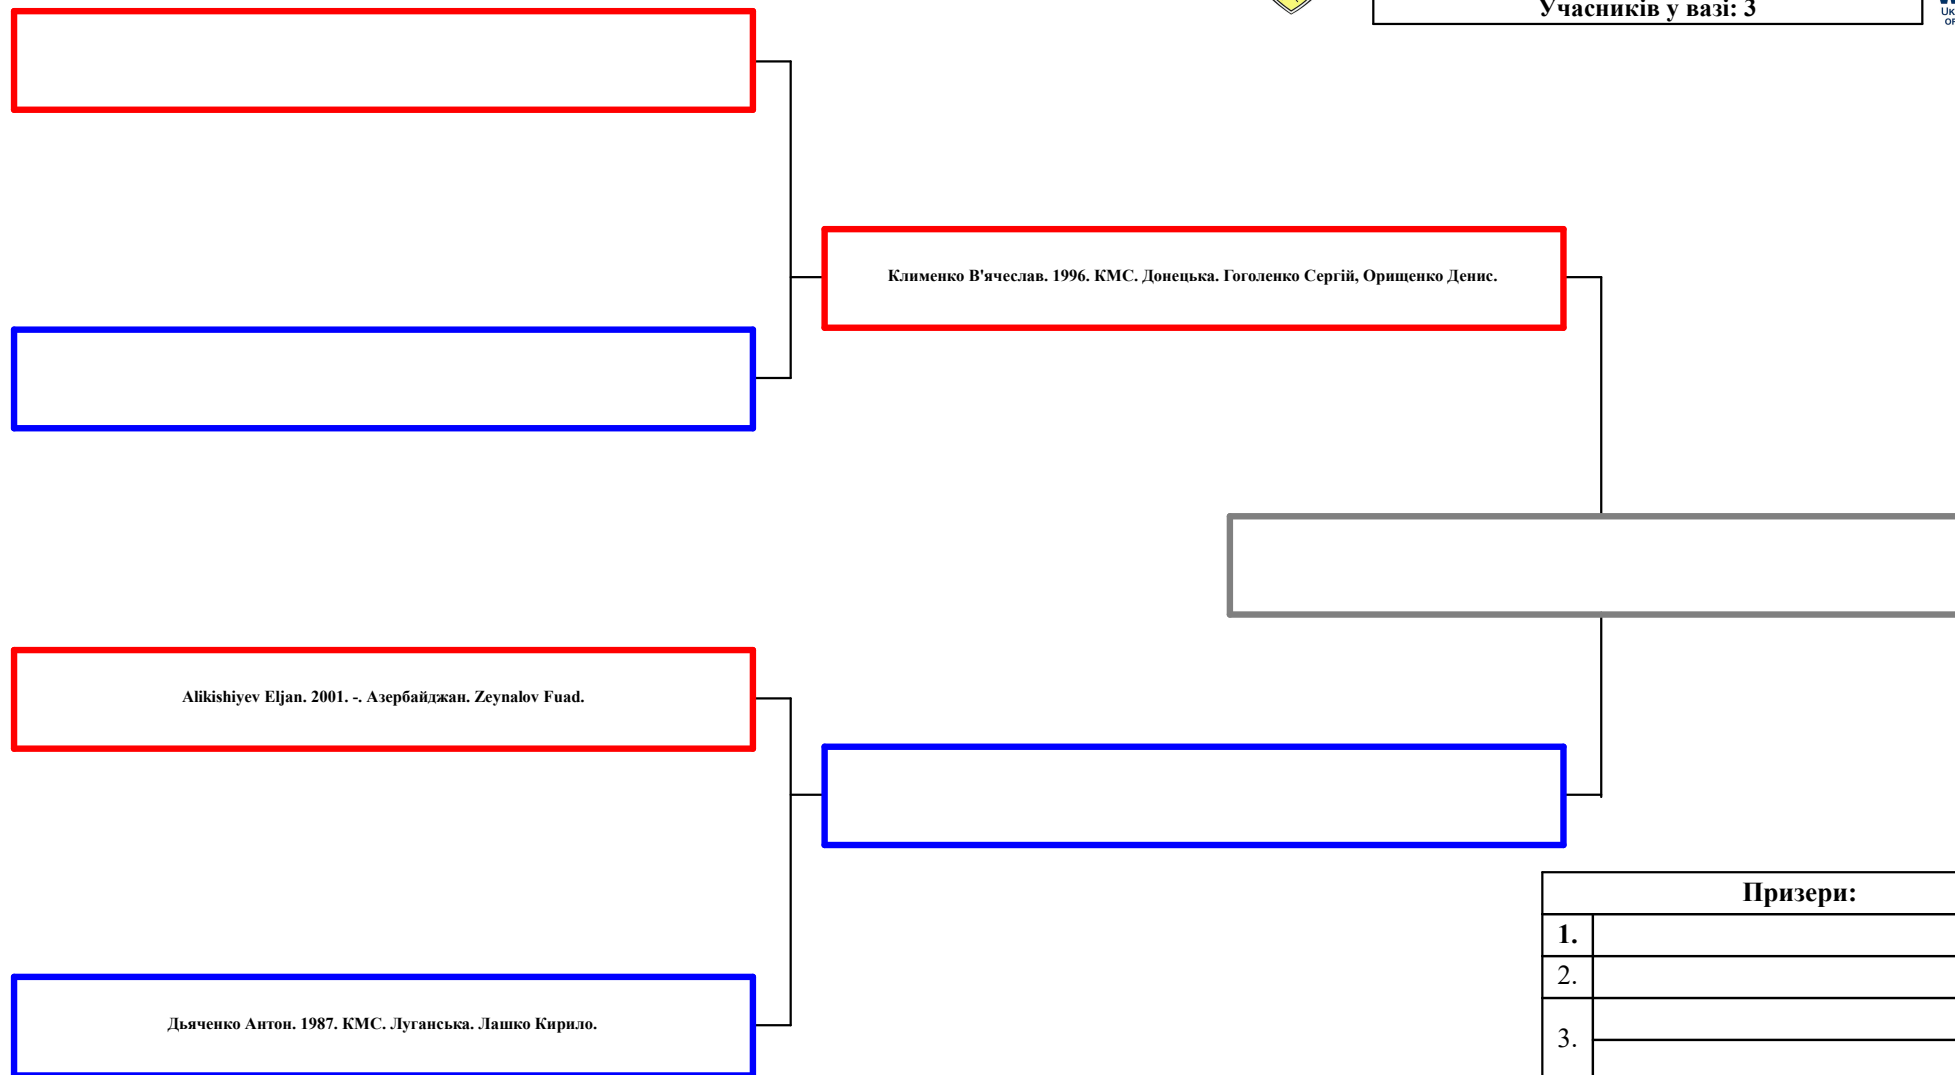 Учасників у вазі: 3
Клименко В'ячеслав. 1996. КМС. Донецька. Гоголенко Сергій, Орищенко Денис.
Alikishiyev Eljan. 2001. -. Азербайджан. Zeynalov Fuad.
Дьяченко Антон. 1987. КМС. Луганська. Лашко Кирило.
Призери:
1.
2.
3.